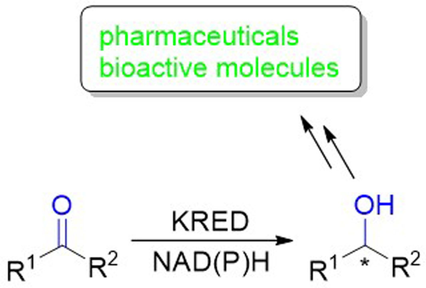 pharmaceuticals
bioactive molecules
O
R¹ R²
KRED
NAD(P)H
OH
R¹ * R²